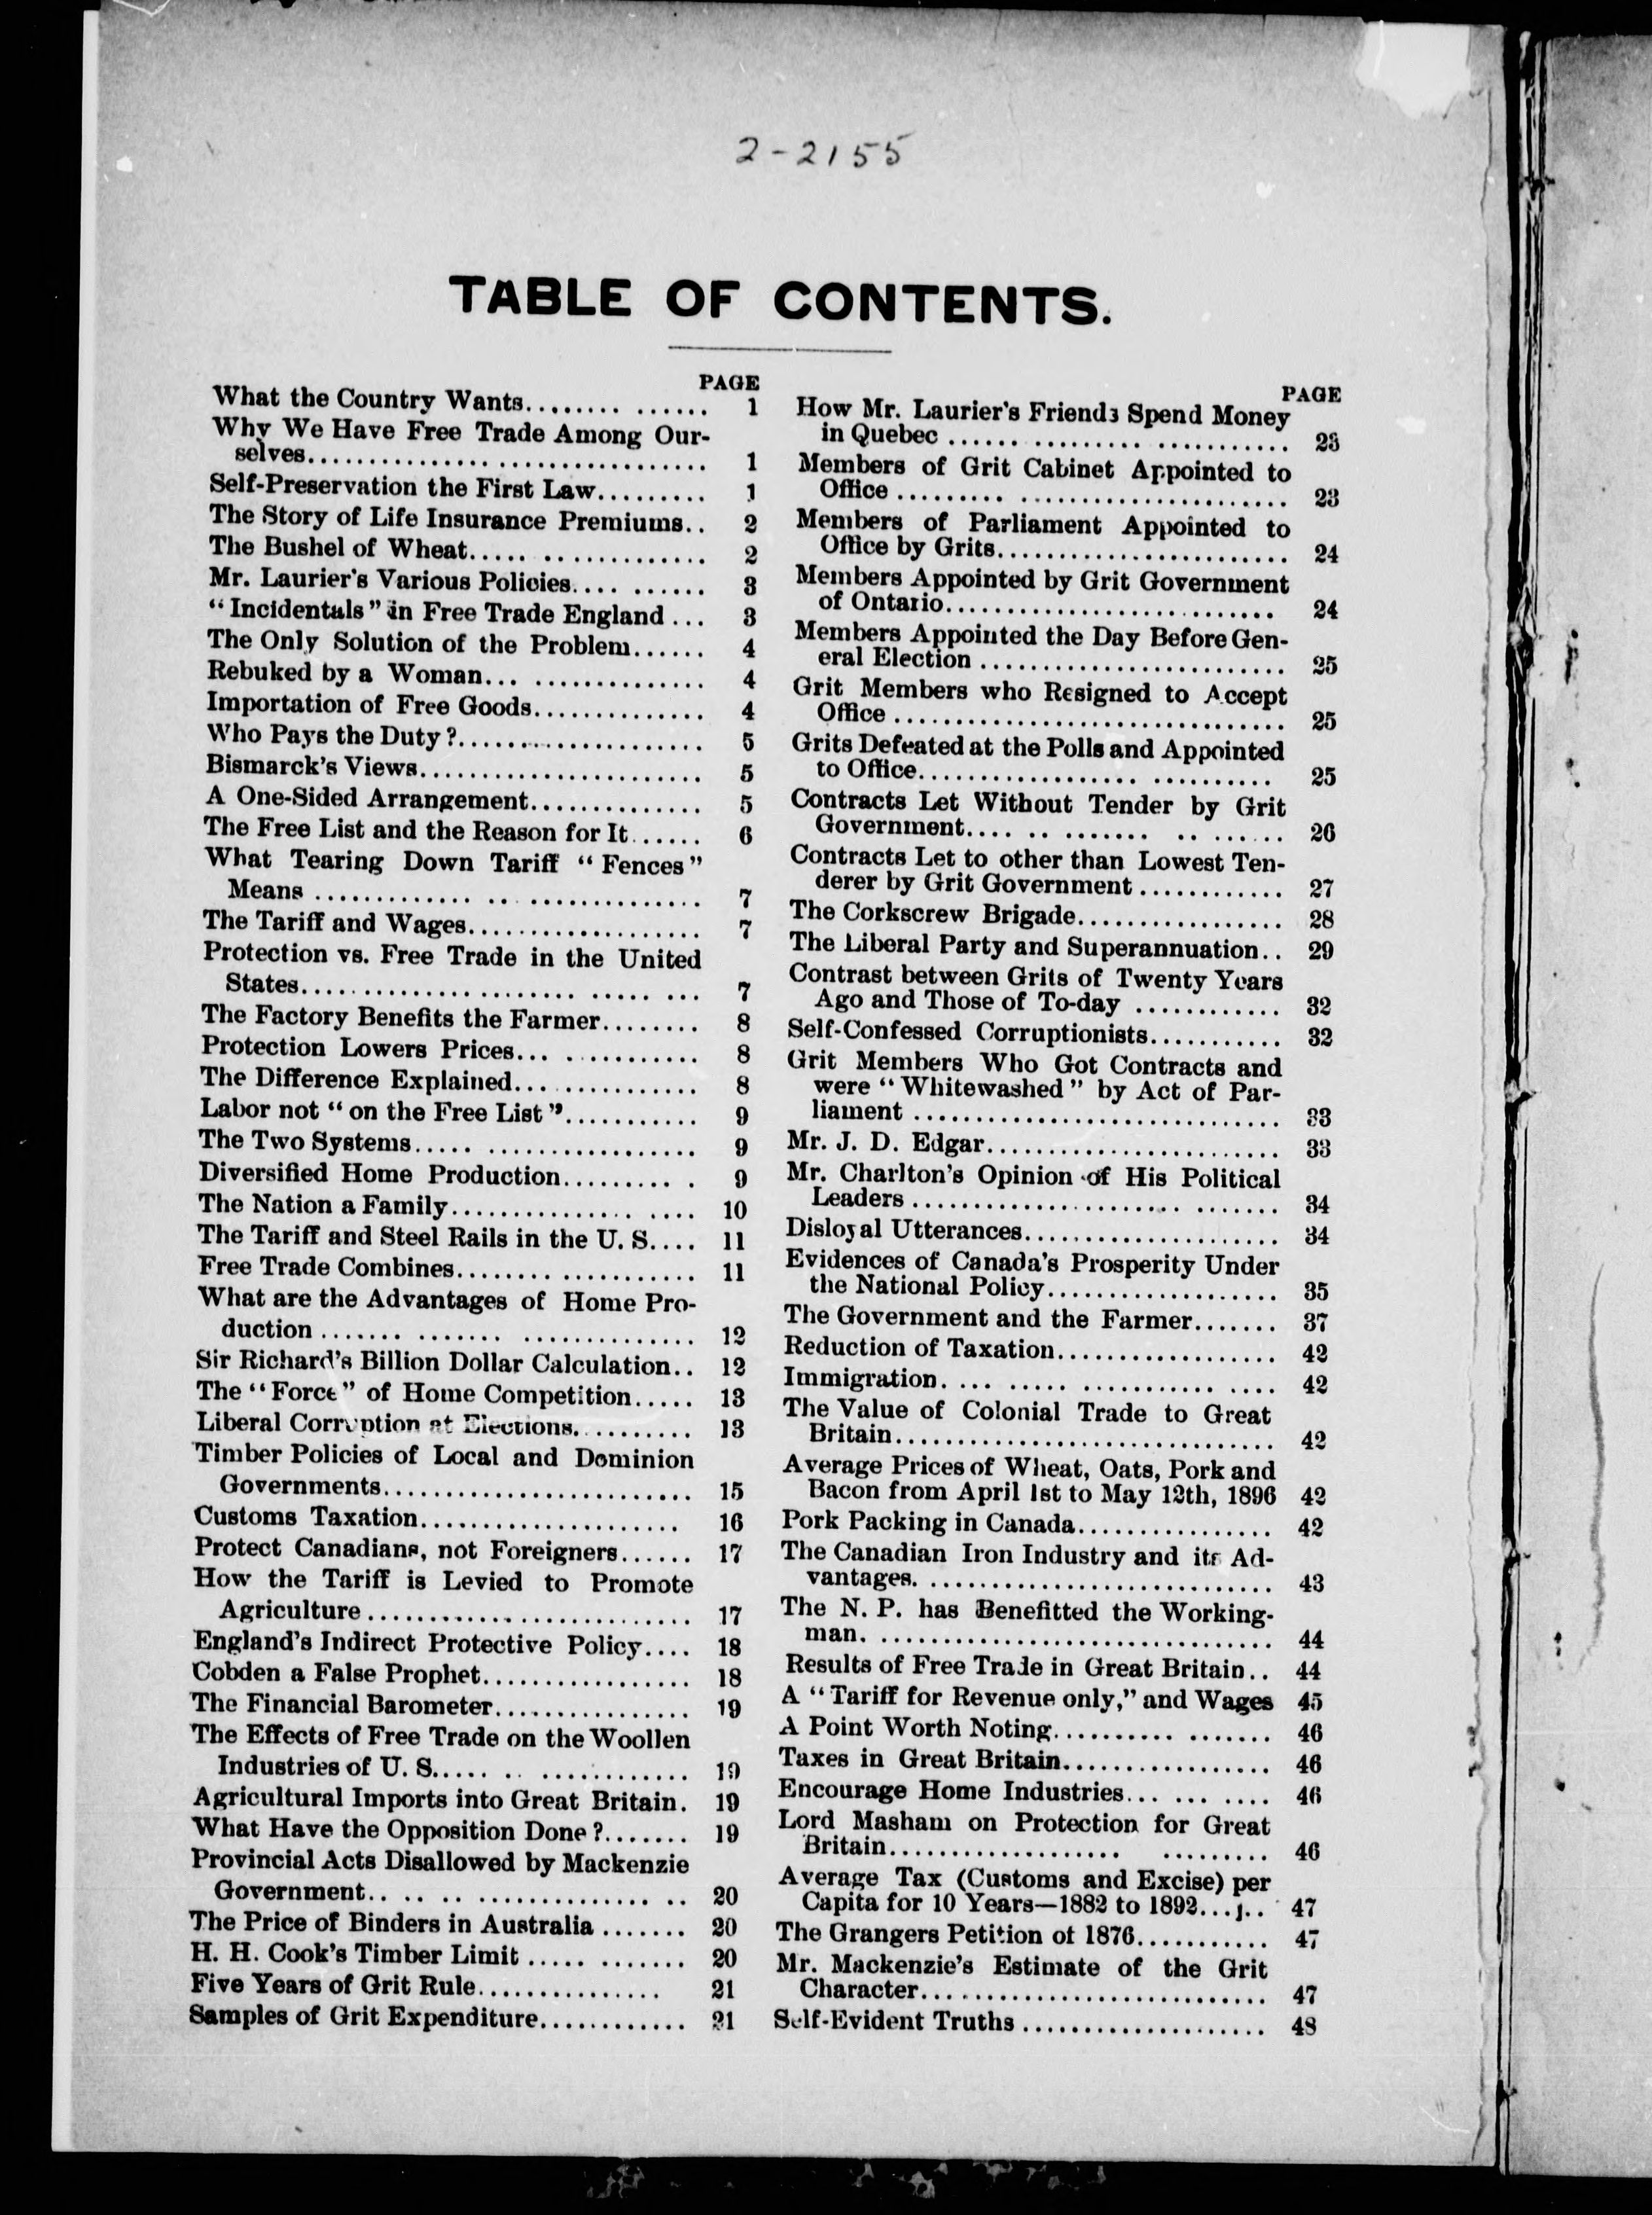 2-2155
TABLE OF CONTENTS.
PAGE
What the Country Wants.............. 1
Why We Have Free Trade Among Our-
selves................................ 1
Self-Preservation the First Law......... 1
The Story of Life Insurance Premiums.. 2
The Bushel of Wheat................... 2
Mr. Laurier's Various Policies.......... 3
"Incidentals" in Free Trade England... 3
The Only Solution of the Problem...... 4
Rebuked by a Woman................. 4
Importation of Free Goods.............. 4
Who Pays the Duty?.................... 5
Bismarck's Views....................... 5
A One-Sided Arrangement.............. 5
The Free List and the Reason for It...... 6
What Tearing Down Tariff "Fences"
Means .............................. 7
The Tariff and Wages................... 7
Protection vs. Free Trade in the United
States.............................. 7
The Factory Benefits the Farmer........ 8
Protection Lowers Prices.............. 8
The Difference Explained............... 8
Labor not "on the Free List"........... 9
The Two Systems...................... 9
Diversified Home Production.......... . 9
The Nation a Family................... 10
The Tariff and Steel Rails in the U. S.... 11
Free Trade Combines................... 11
What are the Advantages of Home Pro-
duction ............................. 12
Sir Richard's Billion Dollar Calculation.. 12
The "Force" of Home Competition..... 13
Liberal Corruption at Elections.......... 13
Timber Policies of Local and Dominion
Governments......................... 15
Customs Taxation..................... 16
Protect Canadians, not Foreigners...... 17
How the Tariff is Levied to Promote
Agriculture.......................... 17
England's Indirect Protective Policy.... 18
Cobden a False Prophet................. 18
The Financial Barometer................ 19
The Effects of Free Trade on the Woollen
Industries of U. S................... 19
Agricultural Imports into Great Britain. 19
What Have the Opposition Done?....... 19
Provincial Acts Disallowed by Mackenzie
Government........................ 20
The Price of Binders in Australia....... 20
H. H. Cook's Timber Limit............ 20
Five Years of Grit Rule............... 21
Samples of Grit Expenditure............ 21
PAGE
How Mr. Laurier's Friends Spend Money
in Quebec ........................... 23
Members of Grit Cabinet Appointed to
Office ............................... 23
Members of Parliament Appointed to
Office by Grits........................ 24
Members Appointed by Grit Government
of Ontario........................... 24
Members Appointed the Day Before Gen-
eral Election ......................... 25
Grit Members who Resigned to Accept
Office ................................ 25
Grits Defeated at the Polls and Appointed
to Office............................ 25
Contracts Let Without Tender by Grit
Government........................ 26
Contracts Let to other than Lowest Ten-
derer by Grit Government............ 27
The Corkscrew Brigade................. 28
The Liberal Party and Superannuation.. 29
Contrast between Grits of Twenty Years
Ago and Those of To-day ............ 32
Self-Confessed Corruptionists........... 32
Grit Members Who Got Contracts and
were "Whitewashed" by Act of Par-
liament .............................. 33
Mr. J. D. Edgar........................ 33
Mr. Charlton's Opinion of His Political
Leaders ............................. 34
Disloyal Utterances..................... 34
Evidences of Canada's Prosperity Under
the National Policy................... 35
The Government and the Farmer....... 37
Reduction of Taxation.................. 42
Immigration. ........................ 42
The Value of Colonial Trade to Great
Britain............................... 42
Average Prices of Wheat, Oats, Pork and
Bacon from April 1st to May 12th, 1896 42
Pork Packing in Canada................ 42
The Canadian Iron Industry and its Ad-
vantages. ............................ 43
The N. P. has Benefitted the Working-
man. ................................ 44
Results of Free Trade in Great Britain.. 44
A "Tariff for Revenue only," and Wages 45
A Point Worth Noting................. 46
Taxes in Great Britain................. 46
Encourage Home Industries.......... 46
Lord Masham on Protection for Great
Britain............................ 46
Average Tax (Customs and Excise) per
Capita for 10 Years—1882 to 1892...... 47
The Grangers Petition of 1876........... 47
Mr. Mackenzie's Estimate of the Grit
Character............................ 47
Self-Evident Truths.................... 48